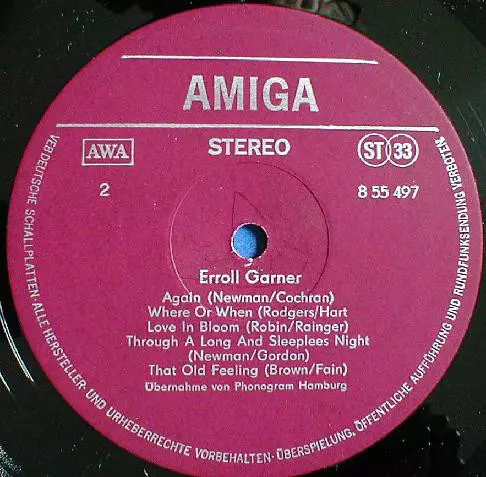 AMIGA
AWA
STEREO
ST 33
2
8 55 497
Erroll Garner
Again (Newman/Cochran)
Where Or When (Rodgers/Hart
Love In Bloom (Robin/Rainger)
Through A Long And Sleeplees Night
(Newman/Gordon)
That Old Feeling (Brown/Fain)
Übernahme von Phonogram Hamburg
VEB DEUTSCHE SCHALLPLATTEN · ALLE HERSTELLER- UND URHEBERRECHTE VORBEHALTEN · ÜBERSPIELUNG, ÖFFENTLICHE AUFFÜHRUNG UND RUNDFUNKSENDUNG VERBOTEN